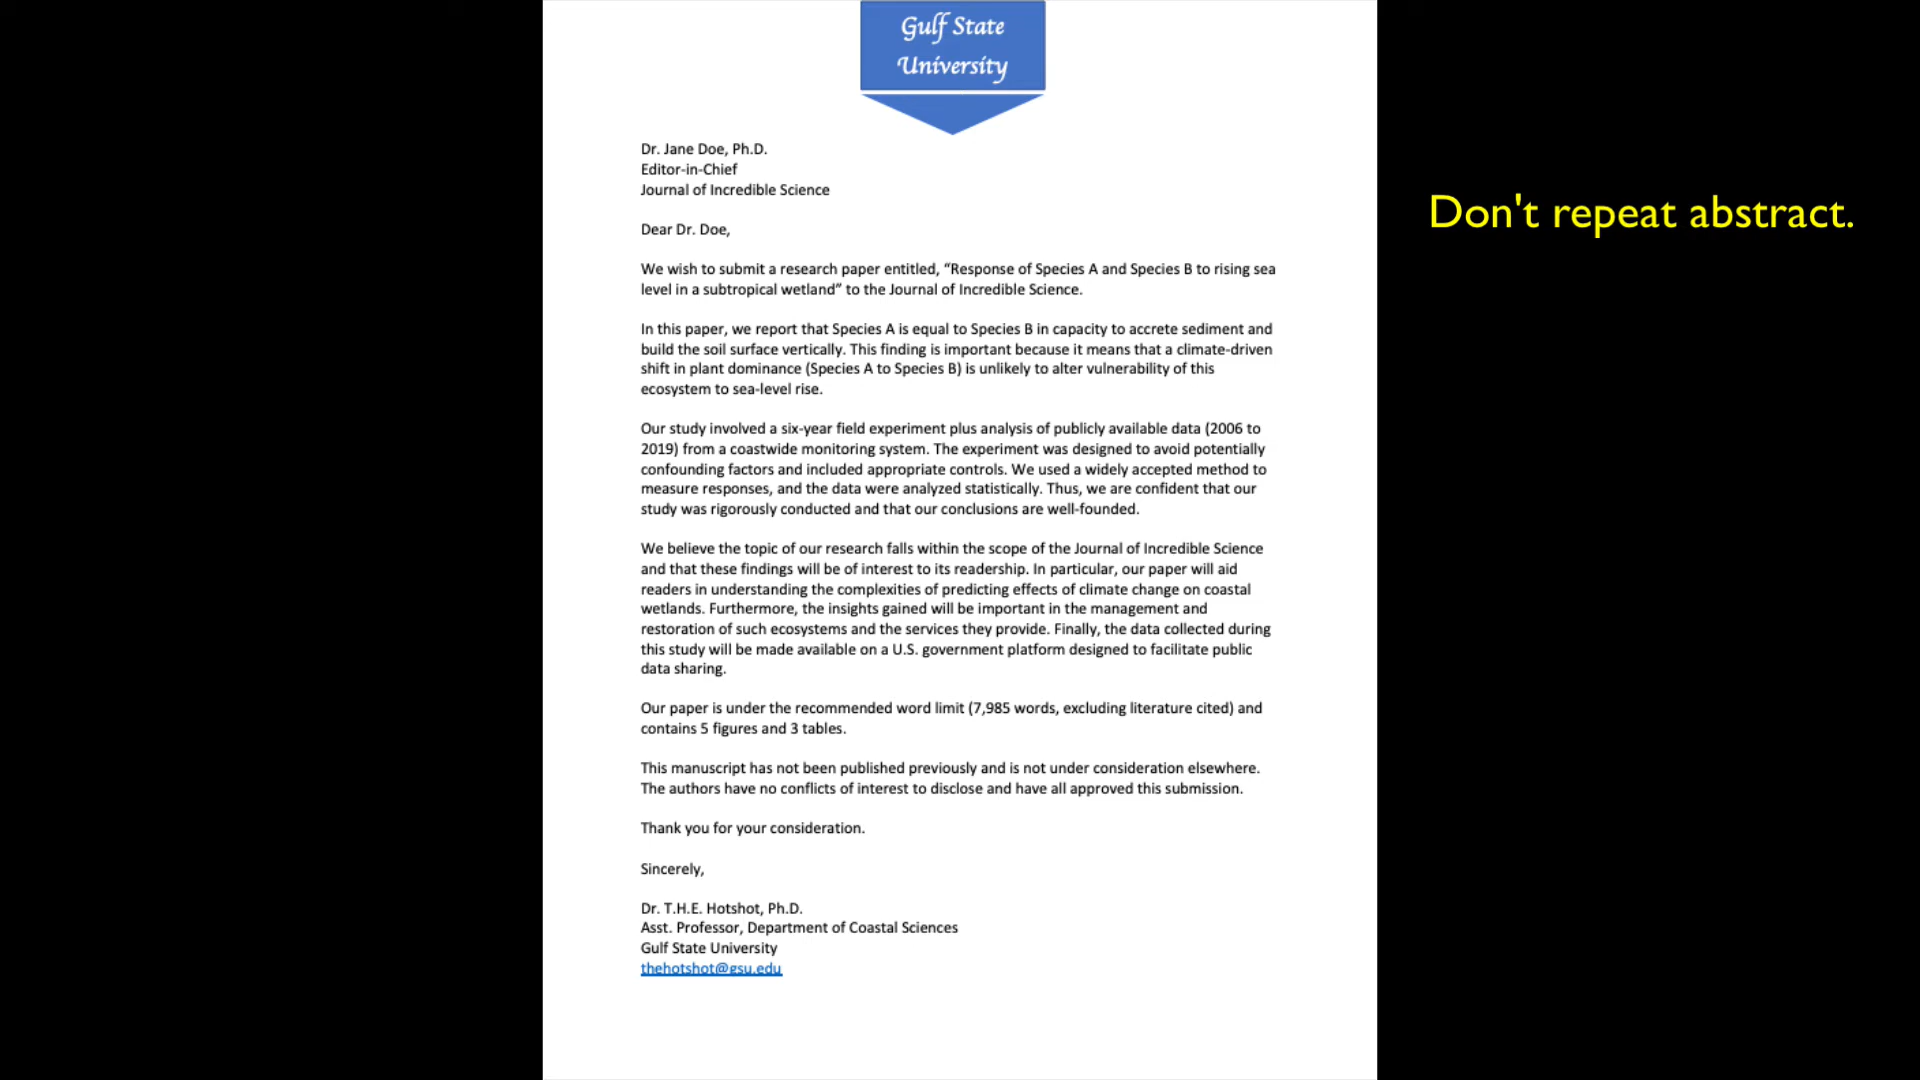 Gulf State
University
Dr. Jane Doe, Ph.D.
Editor-in-Chief
Journal of Incredible Science
Dear Dr. Doe,
We wish to submit a research paper entitled, “Response of Species A and Species B to rising sea
level in a subtropical wetland” to the Journal of Incredible Science.
In this paper, we report that Species A is equal to Species B in capacity to accrete sediment and
build the soil surface vertically. This finding is important because it means that a climate-driven
shift in plant dominance (Species A to Species B) is unlikely to alter vulnerability of this
ecosystem to sea-level rise.
Our study involved a six-year field experiment plus analysis of publicly available data (2006 to
2019) from a coastwide monitoring system. The experiment was designed to avoid potentially
confounding factors and included appropriate controls. We used a widely accepted method to
measure responses, and the data were analyzed statistically. Thus, we are confident that our
study was rigorously conducted and that our conclusions are well-founded.
We believe the topic of our research falls within the scope of the Journal of Incredible Science
and that these findings will be of interest to its readership. In particular, our paper will aid
readers in understanding the complexities of predicting effects of climate change on coastal
wetlands. Furthermore, the insights gained will be important in the management and
restoration of such ecosystems and the services they provide. Finally, the data collected during
this study will be made available on a U.S. government platform designed to facilitate public
data sharing.
Our paper is under the recommended word limit (7,985 words, excluding literature cited) and
contains 5 figures and 3 tables.
This manuscript has not been published previously and is not under consideration elsewhere.
The authors have no conflicts of interest to disclose and have all approved this submission.
Thank you for your consideration.
Sincerely,
Dr. T.H.E. Hotshot, Ph.D.
Asst. Professor, Department of Coastal Sciences
Gulf State University
thehotshot@gsu.edu
Don't repeat abstract.